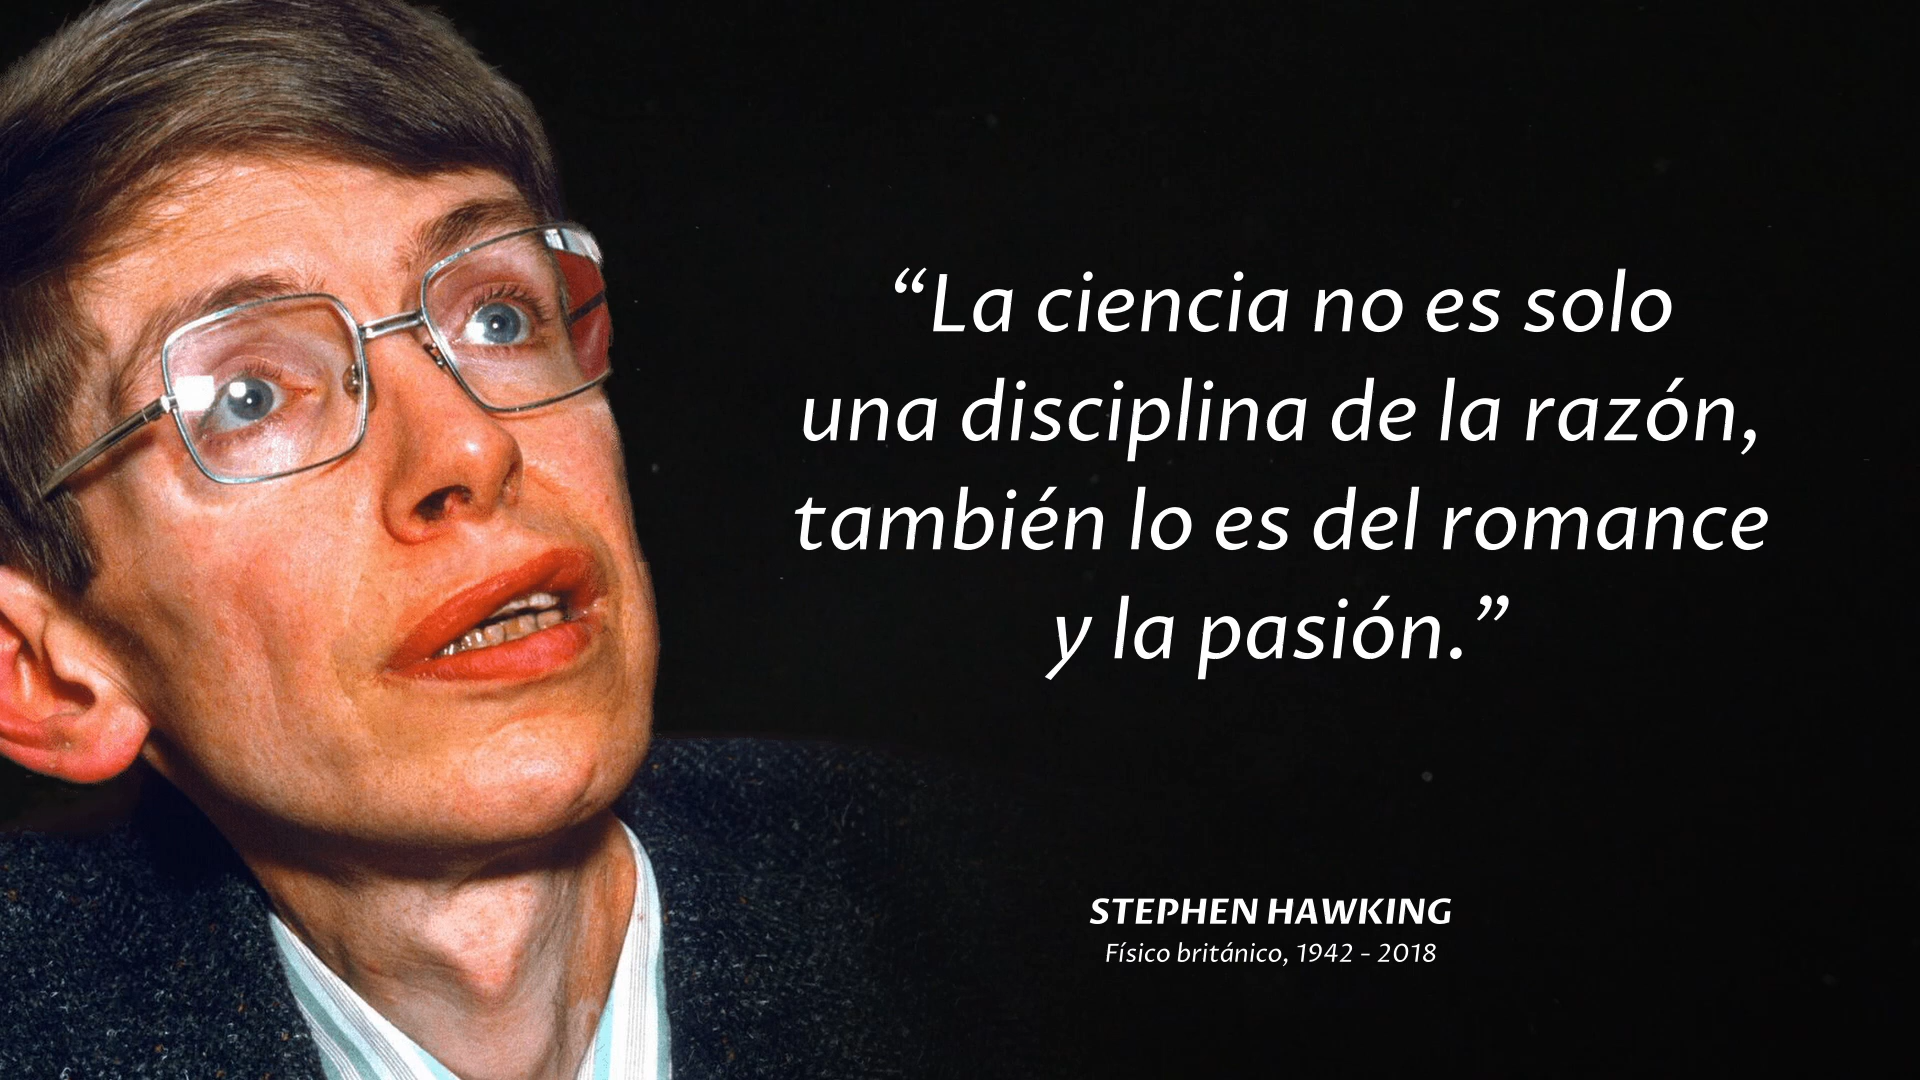 “La ciencia no es solo
una disciplina de la razón,
también lo es del romance
y la pasión.”
STEPHEN HAWKING
Físico británico, 1942 - 2018